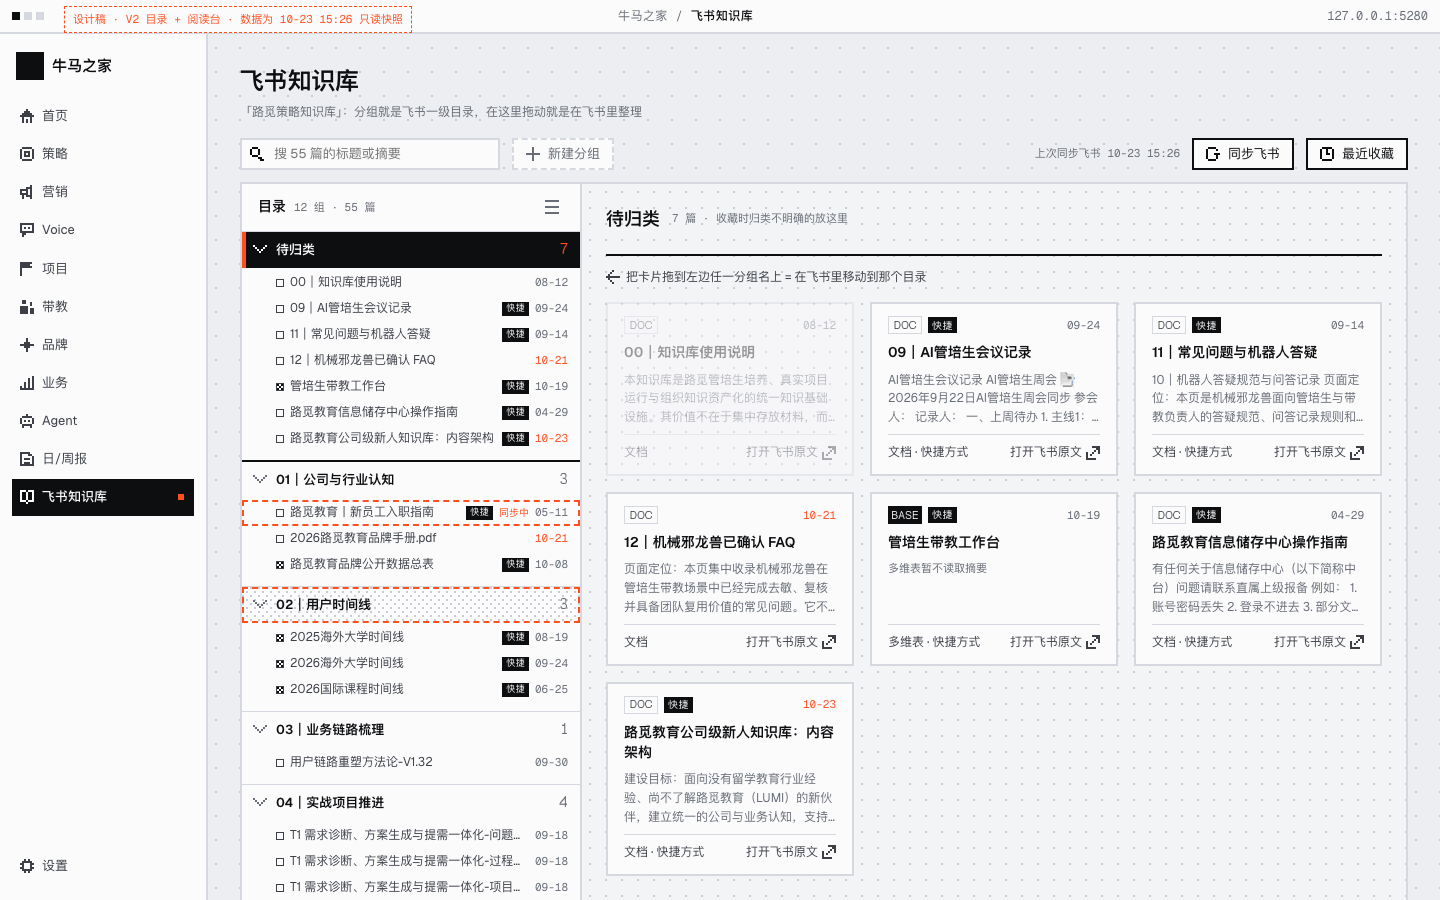 设计稿 · V2 目录 + 阅读台 · 数据为 10-23 15:26 只读快照
牛马之家 / 飞书知识库
127.0.0.1:5280
牛马之家
首页
策略
营销
Voice
项目
带教
品牌
业务
Agent
日/周报
飞书知识库
设置
飞书知识库
「路觅策略知识库」：分组就是飞书一级目录，在这里拖动就是在飞书里整理
搜 55 篇的标题或摘要
新建分组
上次同步飞书 10-23 15:26
同步飞书
最近收藏
目录 12 组 · 55 篇
待归类 7
00｜知识库使用说明 08-12
09｜AI管培生会议记录 快捷 09-24
11｜常见问题与机器人答疑 快捷 09-14
12｜机械邪龙兽已确认 FAQ 10-21
管培生带教工作台 快捷 10-19
路觅教育信息储存中心操作指南 快捷 04-29
路觅教育公司级新人知识库：内容架构 快捷 10-23
01｜公司与行业认知 3
路觅教育｜新员工入职指南 快捷 同步中 05-11
2026路觅教育品牌手册.pdf 10-21
路觅教育品牌公开数据总表 快捷 10-08
02｜用户时间线 3
2025海外大学时间线 快捷 08-19
2026海外大学时间线 快捷 09-24
2026国际课程时间线 快捷 06-25
03｜业务链路梳理 1
用户链路重塑方法论-V1.32 09-30
04｜实战项目推进 4
T1 需求诊断、方案生成与提需一体化-问题... 09-18
T1 需求诊断、方案生成与提需一体化-过程... 09-18
T1 需求诊断、方案生成与提需一体化-项目... 09-18
待归类 7 篇 · 收藏时归类不明确的放这里
把卡片拖到左边任一分组名上 = 在飞书里移动到那个目录
DOC 08-12
00｜知识库使用说明
本知识库是路觅管培生培养、真实项目
运行与组织知识资产化的统一知识基础
设施。其价值不在于集中存放材料，而...
文档 打开飞书原文
DOC 快捷 09-24
09｜AI管培生会议记录
AI管培生会议记录 AI管培生周会
2026年9月22日AI管培生周会同步 参会
人： 记录人： 一、上周待办 1. 主线1：...
文档 · 快捷方式 打开飞书原文
DOC 快捷 09-14
11｜常见问题与机器人答疑
10｜机器人答疑规范与问答记录 页面定
位：本页是机械邪龙兽面向管培生与带
教负责人的答疑规范、问答记录规则和...
文档 · 快捷方式 打开飞书原文
DOC 10-21
12｜机械邪龙兽已确认 FAQ
页面定位：本页集中收录机械邪龙兽在
管培生带教场景中已经完成去敏、复核
并具备团队复用价值的常见问题。它不...
文档 打开飞书原文
BASE 快捷 10-19
管培生带教工作台
多维表暂不读取摘要
多维表 · 快捷方式 打开飞书原文
DOC 快捷 04-29
路觅教育信息储存中心操作指南
有任何关于信息储存中心（以下简称中
台）问题请联系直属上级报备 例如： 1.
账号密码丢失 2. 登录不进去 3. 部分文...
文档 · 快捷方式 打开飞书原文
DOC 快捷 10-23
路觅教育公司级新人知识库：内容
架构
建设目标：面向没有留学教育行业经
验、尚不了解路觅教育（LUMI）的新伙
伴，建立统一的公司与业务认知，支持...
文档 · 快捷方式 打开飞书原文